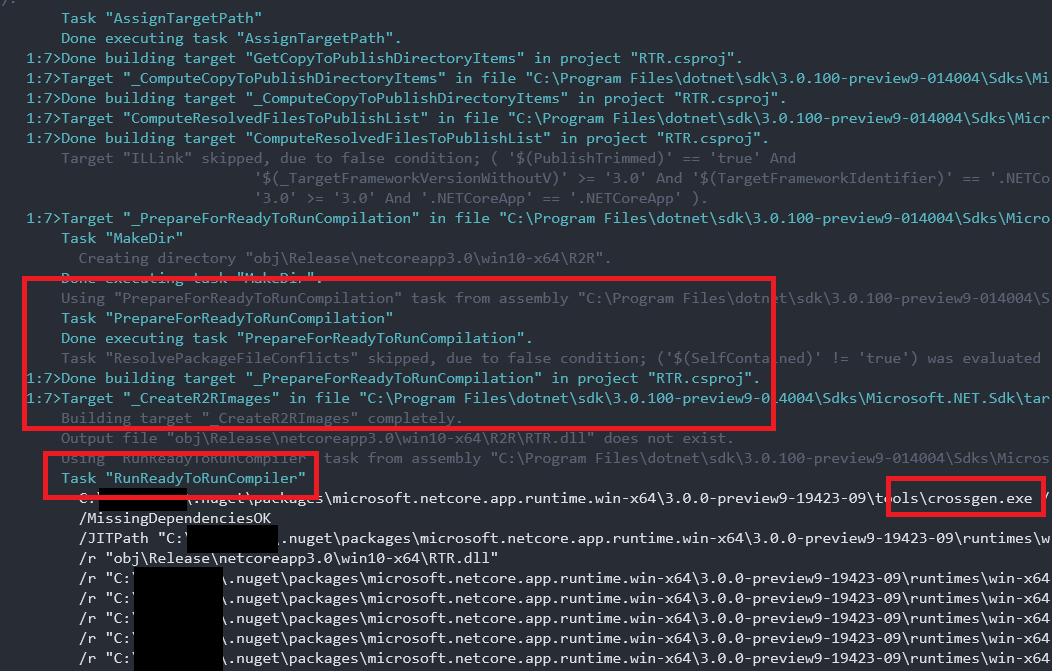 ).
Task "AssignTargetPath"
Done executing task "AssignTargetPath".
1:7>Done building target "GetCopyToPublishDirectoryItems" in project "RTR.csproj".
1:7>Target "_ComputeCopyToPublishDirectoryItems" in file "C:\Program Files\dotnet\sdk\3.0.100-preview9-014004\Sdks\Mi
1:7>Done building target "_ComputeCopyToPublishDirectoryItems" in project "RTR.csproj".
1:7>Target "ComputeResolvedFilesToPublishList" in file "C:\Program Files\dotnet\sdk\3.0.100-preview9-014004\Sdks\Micr
1:7>Done building target "ComputeResolvedFilesToPublishList" in project "RTR.csproj".
Target "ILLink" skipped, due to false condition; ( '$(PublishTrimmed)' == 'true' And
'$(_TargetFrameworkVersionWithoutV)' >= '3.0' And '$(TargetFrameworkIdentifier)' == '.NETCo
'3.0' >= '3.0' And '.NETCoreApp' == '.NETCoreApp' ).
1:7>Target "_PrepareForReadyToRunCompilation" in file "C:\Program Files\dotnet\sdk\3.0.100-preview9-014004\Sdks\Micro
Task "MakeDir"
Creating directory "obj\Release\netcoreapp3.0\win10-x64\R2R".
Done executing task "MakeDir".
Using "PrepareForReadyToRunCompilation" task from assembly "C:\Program Files\dotnet\sdk\3.0.100-preview9-014004\S
Task "PrepareForReadyToRunCompilation"
Done executing task "PrepareForReadyToRunCompilation".
Task "ResolvePackageFileConflicts" skipped, due to false condition; ('$(SelfContained)' != 'true') was evaluated
1:7>Done building target "_PrepareForReadyToRunCompilation" in project "RTR.csproj".
1:7>Target "_CreateR2RImages" in file "C:\Program Files\dotnet\sdk\3.0.100-preview9-014004\Sdks\Microsoft.NET.Sdk\tar
Building target "_CreateR2RImages" completely.
Output file "obj\Release\netcoreapp3.0\win10-x64\R2R\RTR.dll" does not exist.
Using "RunReadyToRunCompiler" task from assembly "C:\Program Files\dotnet\sdk\3.0.100-preview9-014004\Sdks\Micros
Task "RunReadyToRunCompiler"
C:\ .nuget\packages\microsoft.netcore.app.runtime.win-x64\3.0.0-preview9-19423-09\tools\crossgen.exe /
/MissingDependenciesOK
/JITPath "C:\ .nuget\packages\microsoft.netcore.app.runtime.win-x64\3.0.0-preview9-19423-09\runtimes\w
/r "obj\Release\netcoreapp3.0\win10-x64\RTR.dll"
/r "C: \.nuget\packages\microsoft.netcore.app.runtime.win-x64\3.0.0-preview9-19423-09\runtimes\win-x64
/r "C: \.nuget\packages\microsoft.netcore.app.runtime.win-x64\3.0.0-preview9-19423-09\runtimes\win-x64
/r "C: \.nuget\packages\microsoft.netcore.app.runtime.win-x64\3.0.0-preview9-19423-09\runtimes\win-x64
/r "C: \.nuget\packages\microsoft.netcore.app.runtime.win-x64\3.0.0-preview9-19423-09\runtimes\win-x64
/r "C: \.nuget\packages\microsoft.netcore.app.runtime.win-x64\3.0.0-preview9-19423-09\runtimes\win-x64